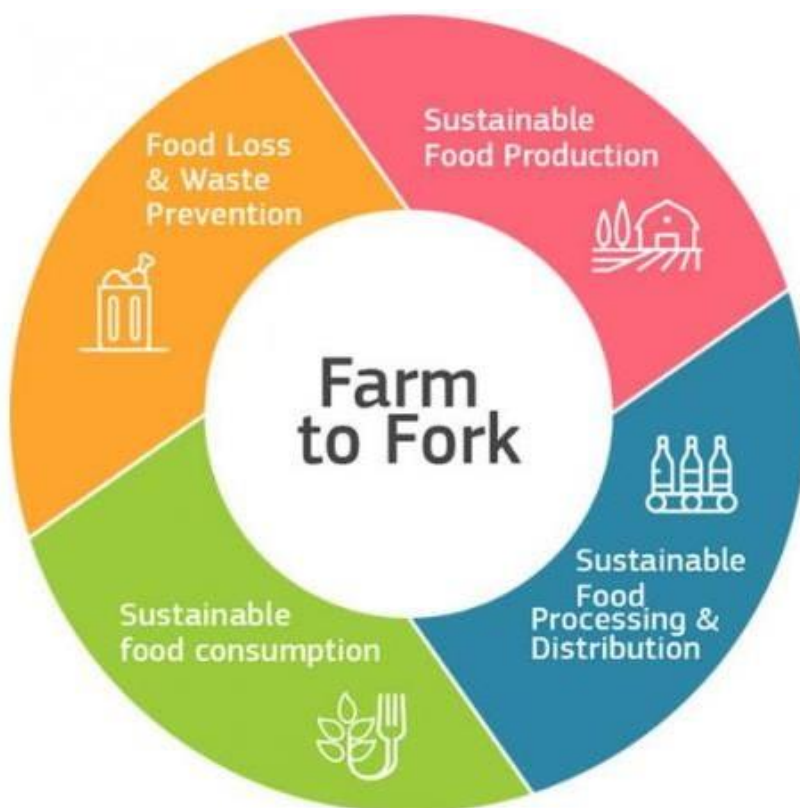 Sustainable
Food Production
Food Loss
& Waste
Prevention
Farm
to Fork
Sustainable
Food
Processing &
Distribution
Sustainable
food consumption